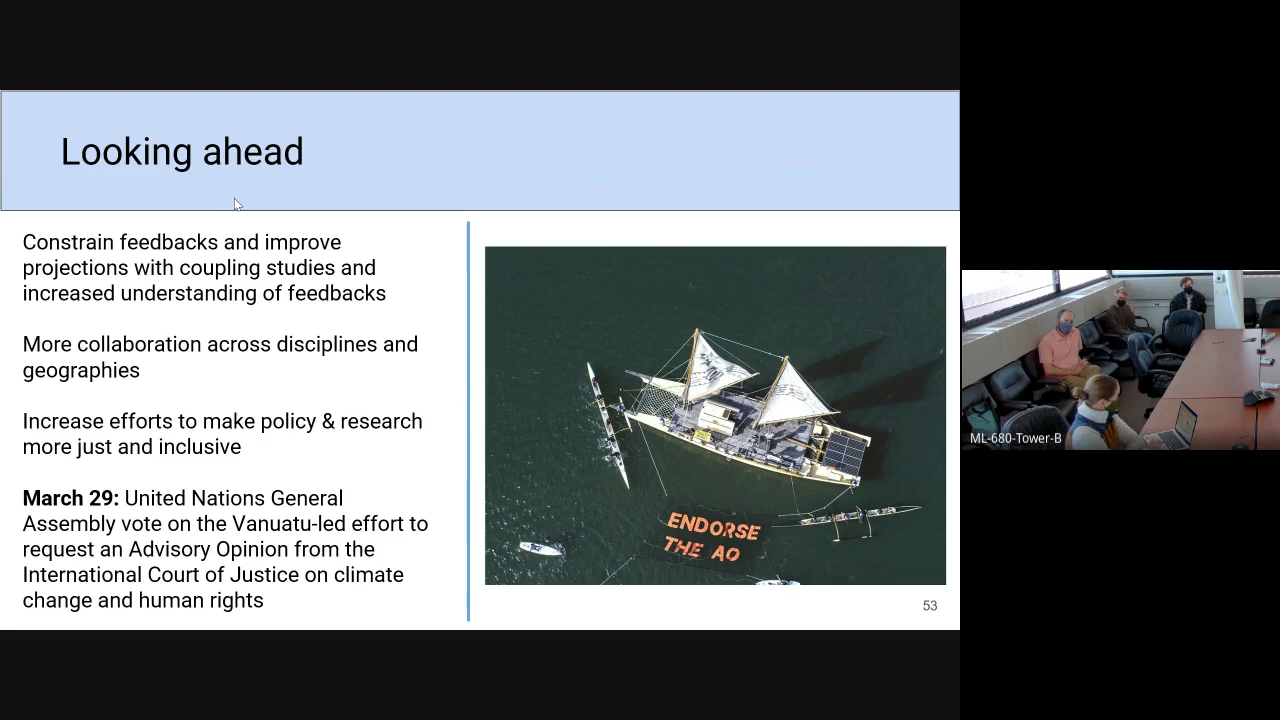 Looking ahead
Constrain feedbacks and improve
projections with coupling studies and
increased understanding of feedbacks
More collaboration across disciplines and
geographies
Increase efforts to make policy & research
more just and inclusive
March 29: United Nations General
Assembly vote on the Vanuatu-led effort to
request an Advisory Opinion from the
International Court of Justice on climate
change and human rights
ENDORSE
THE AO
53
ML-680-Tower-B